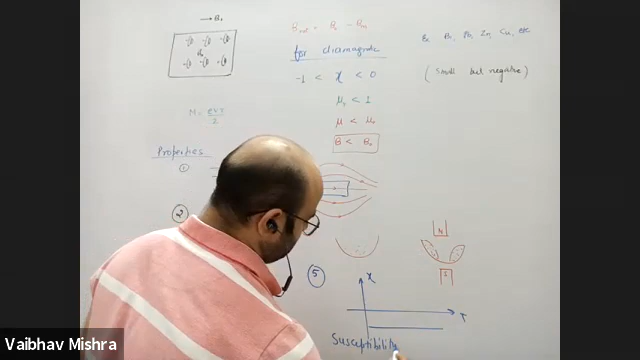 → B₀
B_net = B₀ - B_m
for diamagnetic
Bi, Pb, Zn, Cu, etc
-1 < χ < 0
(Small but negative)
M = evr/2
μr < 1
μ < μ₀
B < B₀
Properties
①
②
N
S
⑤
χ
T
Susceptibility
Vaibhav Mishra